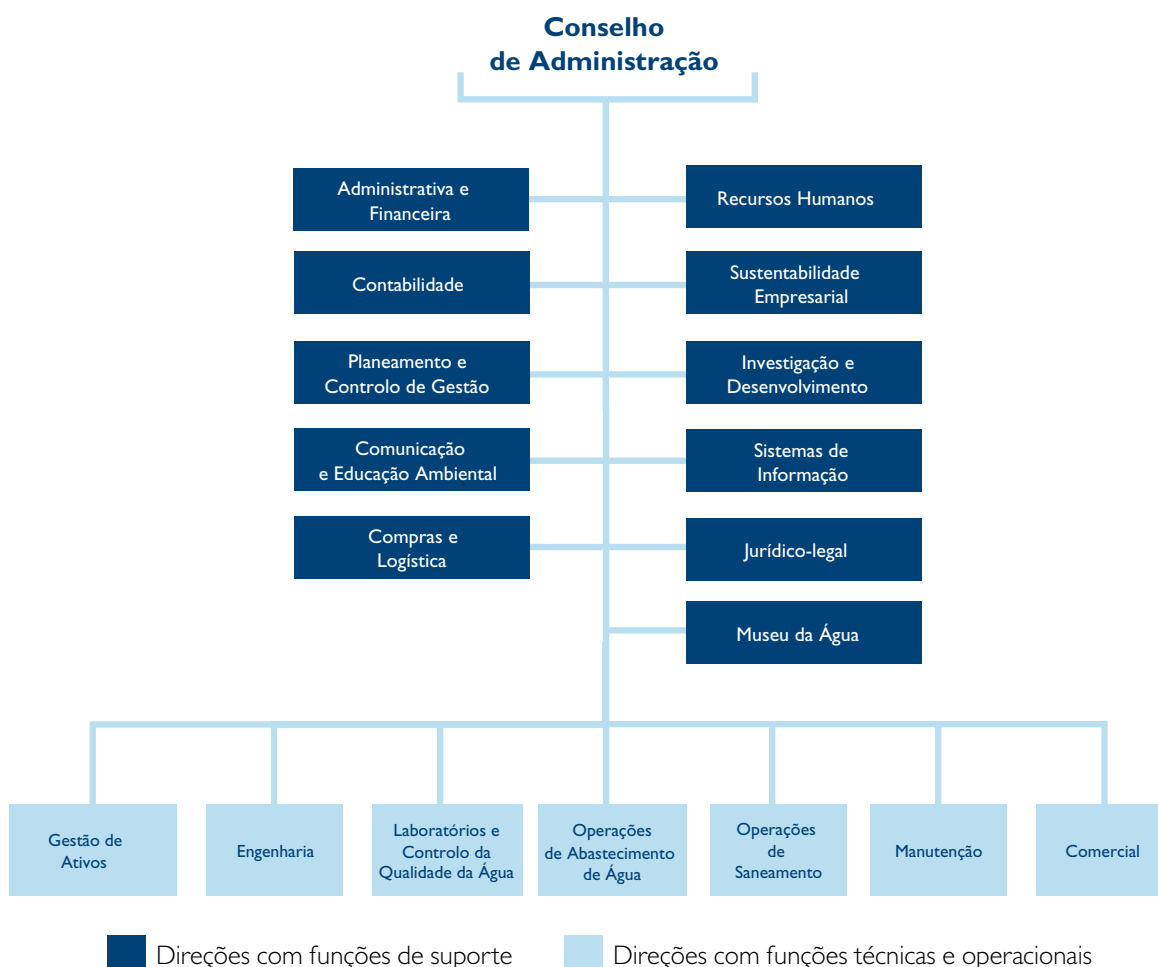 Conselho
de Administração
Administrativa e
Financeira
Recursos Humanos
Contabilidade
Sustentabilidade
Empresarial
Planeamento e
Controlo de Gestão
Investigação e
Desenvolvimento
Comunicação
e Educação Ambiental
Sistemas de
Informação
Compras e
Logística
Jurídico-legal
Museu da Água
Gestão de
Ativos
Engenharia
Laboratórios e
Controlo da
Qualidade da Água
Operações
de Abastecimento
de Água
Operações
de
Saneamento
Manutenção
Comercial
Direções com funções de suporte
Direções com funções técnicas e operacionais